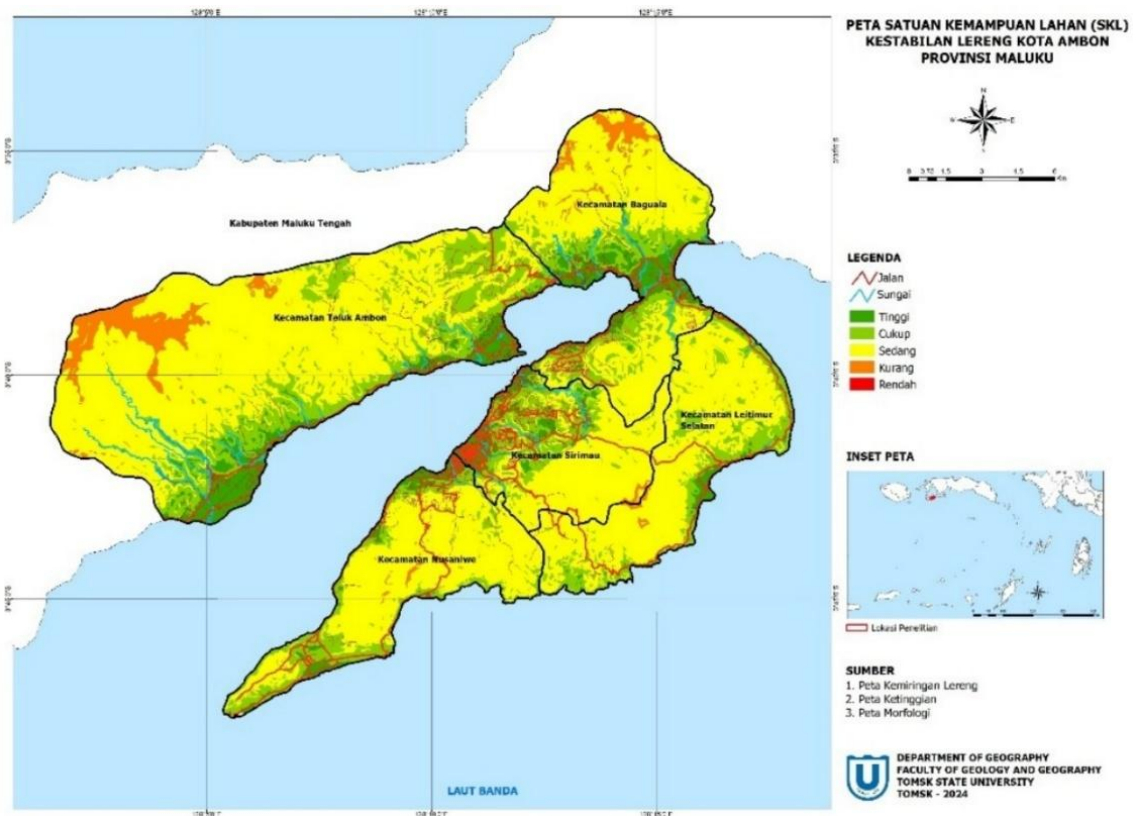 PETA SATUAN KEMAMPUAN LAHAN (SKL)
KESTABILAN LERENG KOTA AMBON
PROVINSI MALUKU
N
W
E
S
Kabupaten Maluku Tengah
Kecamatan Baguala
Kecamatan Teluk Ambon
Kecamatan Leitimur
Selatan
Kecamatan Sirimau
Kecamatan Nusaniwe
LAUT BANDA
LEGENDA
Jalan
Sungai
Tinggi
Cukup
Sedang
Kurang
Rendah
INSET PETA
Lokasi Penelitian
SUMBER
1. Peta Kemiringan Lereng
2. Peta Ketinggian
3. Peta Morfologi
DEPARTMENT OF GEOGRAPHY
FACULTY OF GEOLOGY AND GEOGRAPHY
TOMSK STATE UNIVERSITY
TOMSK - 2024